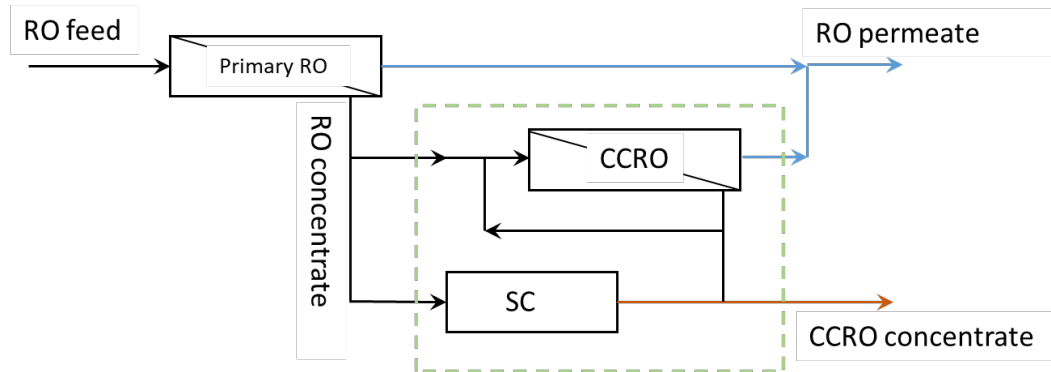 RO feed
RO permeate
Primary RO
RO concentrate
CCRO
SC
CCRO concentrate